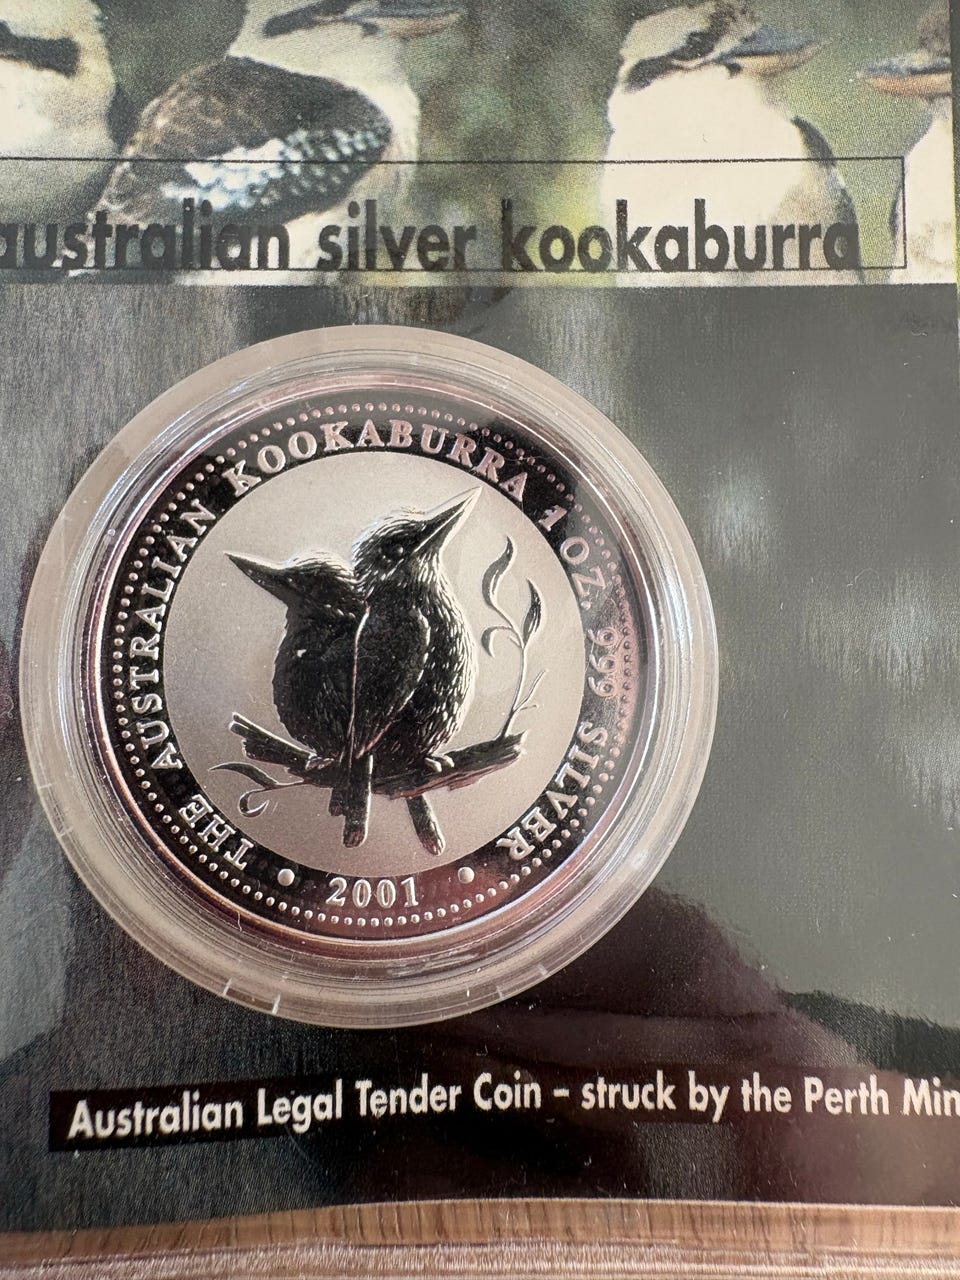 australian silver kookaburra
THE AUSTRALIAN KOOKABURRA 1 OZ. 999 SILVER
• 2001 •
Australian Legal Tender Coin – struck by the Perth Min